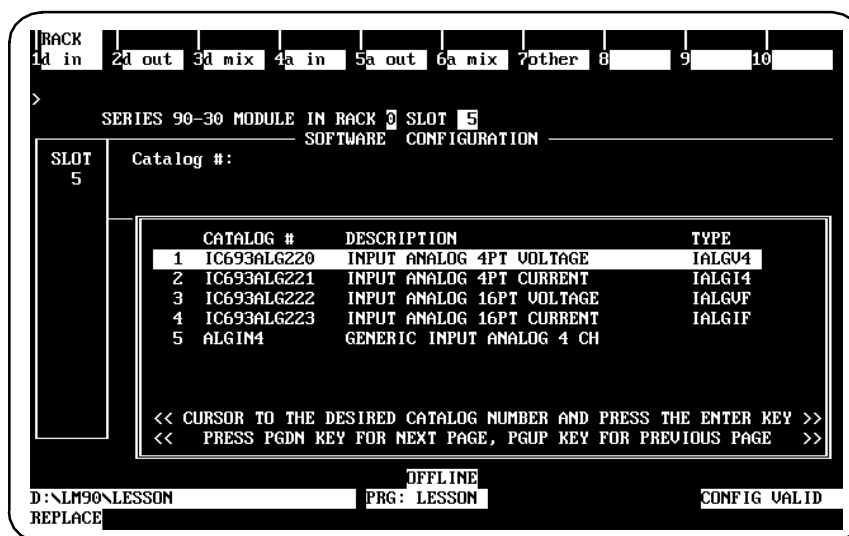 RACK
1d in 2d out 3d mix 4a in 5a out 6a mix 7other 8 9 10
>
SERIES 90-30 MODULE IN RACK 0 SLOT 5
SOFTWARE CONFIGURATION
SLOT Catalog #:
5
CATALOG # DESCRIPTION TYPE
1 IC693ALG220 INPUT ANALOG 4PT VOLTAGE IALGV4
2 IC693ALG221 INPUT ANALOG 4PT CURRENT IALGI4
3 IC693ALG222 INPUT ANALOG 16PT VOLTAGE IALGVF
4 IC693ALG223 INPUT ANALOG 16PT CURRENT IALGIF
5 ALGIN4 GENERIC INPUT ANALOG 4 CH
<< CURSOR TO THE DESIRED CATALOG NUMBER AND PRESS THE ENTER KEY >>
<< PRESS PGDN KEY FOR NEXT PAGE, PGUP KEY FOR PREVIOUS PAGE >>
OFFLINE
D:\LM90\LESSON PRG: LESSON CONFIG VALID
REPLACE